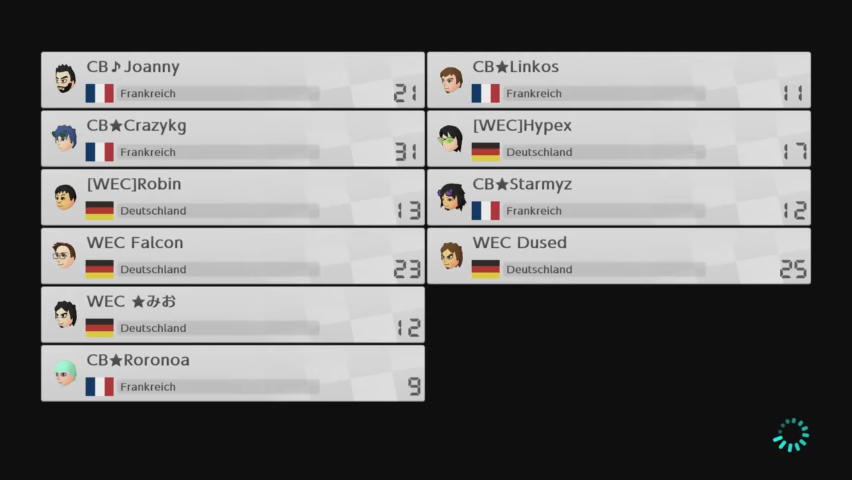 CB♪Joanny
Frankreich
21
CB★Crazykg
Frankreich
31
[WEC]Robin
Deutschland
13
WEC Falcon
Deutschland
23
WEC ★みお
Deutschland
12
CB★Roronoa
Frankreich
9
CB★Linkos
Frankreich
11
[WEC]Hypex
Deutschland
17
CB★Starmyz
Frankreich
12
WEC Dused
Deutschland
25